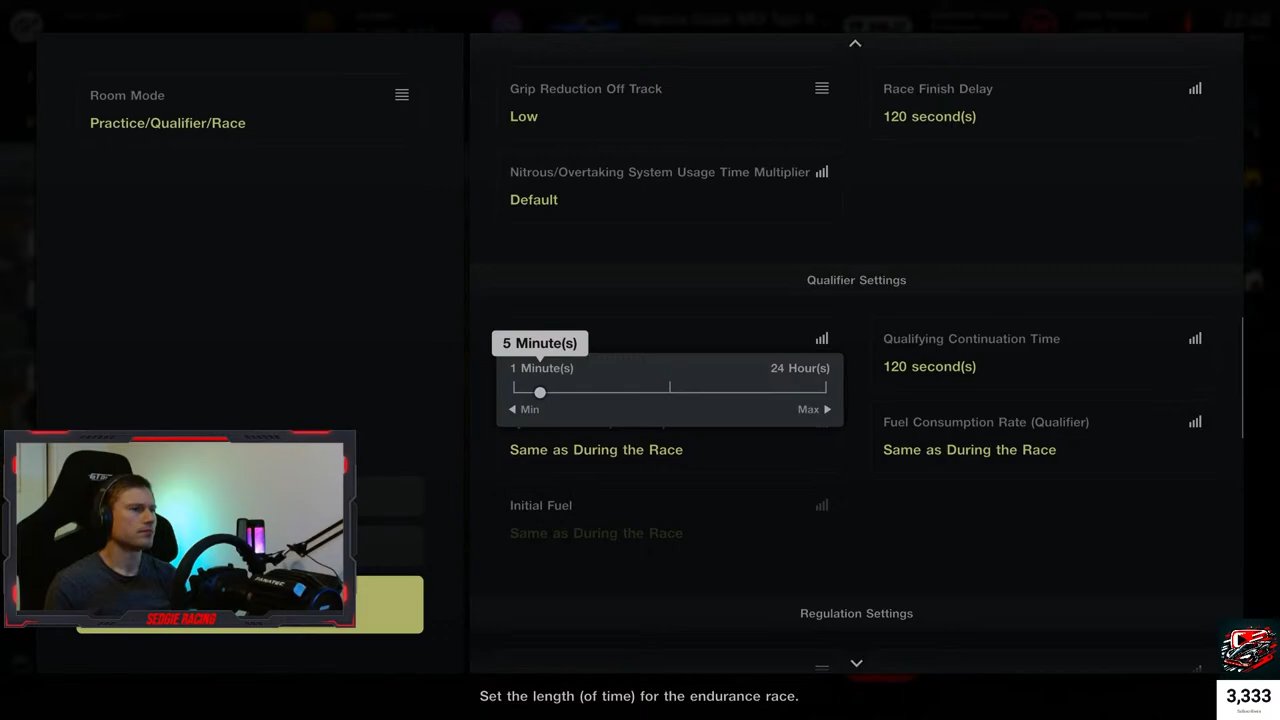 Room Mode
Practice/Qualifier/Race
Grip Reduction Off Track
Low
Race Finish Delay
120 second(s)
Nitrous/Overtaking System Usage Time Multiplier
Default
Qualifier Settings
5 Minute(s)
1 Minute(s)
24 Hour(s)
Min
Max
Qualifying Continuation Time
120 second(s)
Same as During the Race
Fuel Consumption Rate (Qualifier)
Same as During the Race
Initial Fuel
Same as During the Race
Regulation Settings
FANATEC
SEDGIE RACING
Set the length (of time) for the endurance race.
3,333
Subscribers